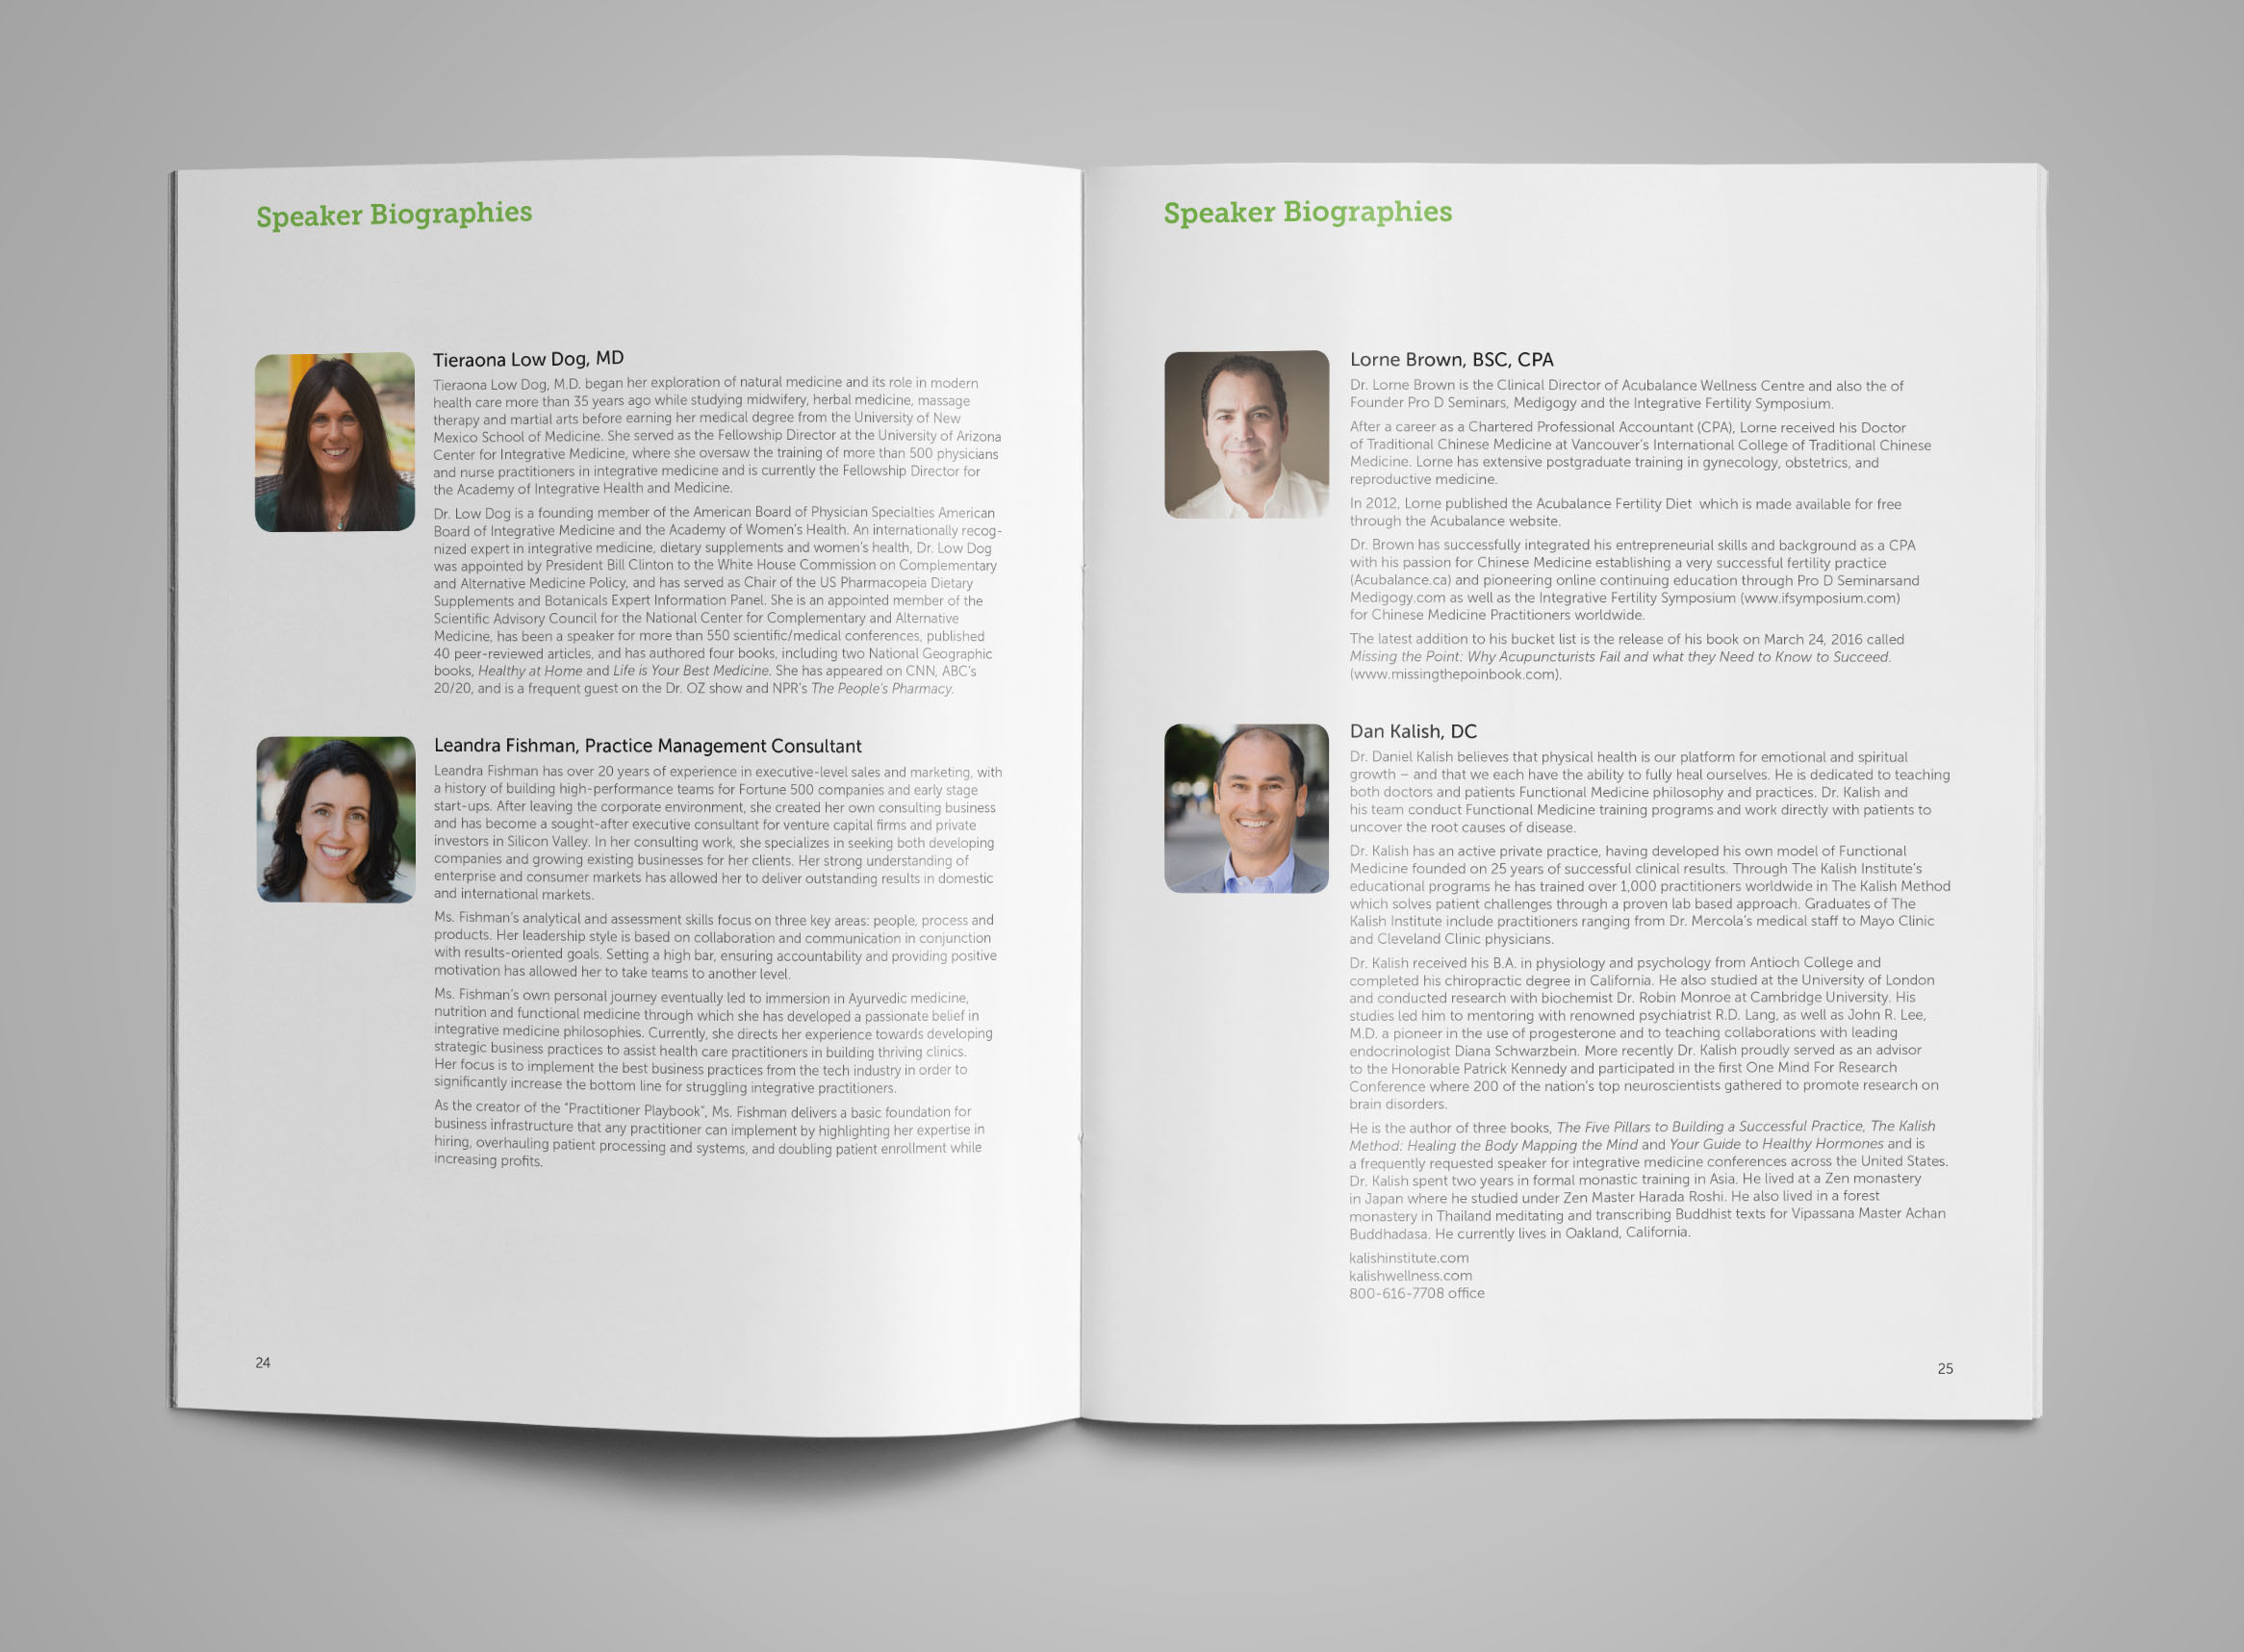 Speaker Biographies
Tieraona Low Dog, MD
Tieraona Low Dog, M.D. began her exploration of natural medicine and its role in modern
health care more than 35 years ago while studying midwifery, herbal medicine, massage
therapy and martial arts before earning her medical degree from the University of New
Mexico School of Medicine. She served as the Fellowship Director at the University of Arizona
Center for Integrative Medicine, where she oversaw the training of more than 500 physicians
and nurse practitioners in integrative medicine and is currently the Fellowship Director for
the Academy of Integrative Health and Medicine.
Dr. Low Dog is a founding member of the American Board of Physician Specialties American
Board of Integrative Medicine and the Academy of Women's Health. An internationally recog-
nized expert in integrative medicine, dietary supplements and women's health, Dr. Low Dog
was appointed by President Bill Clinton to the White House Commission on Complementary
and Alternative Medicine Policy, and has served as Chair of the US Pharmacopeia Dietary
Supplements and Botanicals Expert Information Panel. She is an appointed member of the
Scientific Advisory Council for the National Center for Complementary and Alternative
Medicine, has been a speaker for more than 550 scientific/medical conferences, published
40 peer-reviewed articles, and has authored four books, including two National Geographic
books, Healthy at Home and Life is Your Best Medicine. She has appeared on CNN, ABC's
20/20, and is a frequent guest on the Dr. OZ show and NPR's The People's Pharmacy.
Leandra Fishman, Practice Management Consultant
Leandra Fishman has over 20 years of experience in executive-level sales and marketing, with
a history of building high-performance teams for Fortune 500 companies and early stage
start-ups. After leaving the corporate environment, she created her own consulting business
and has become a sought-after executive consultant for venture capital firms and private
investors in Silicon Valley. In her consulting work, she specializes in seeking both developing
companies and growing existing businesses for her clients. Her strong understanding of
enterprise and consumer markets has allowed her to deliver outstanding results in domestic
and international markets.
Ms. Fishman's analytical and assessment skills focus on three key areas: people, process and
products. Her leadership style is based on collaboration and communication in conjunction
with results-oriented goals. Setting a high bar, ensuring accountability and providing positive
motivation has allowed her to take teams to another level.
Ms. Fishman's own personal journey eventually led to immersion in Ayurvedic medicine,
nutrition and functional medicine through which she has developed a passionate belief in
integrative medicine philosophies. Currently, she directs her experience towards developing
strategic business practices to assist health care practitioners in building thriving clinics.
Her focus is to implement the best business practices from the tech industry in order to
significantly increase the bottom line for struggling integrative practitioners.
As the creator of the "Practitioner Playbook", Ms. Fishman delivers a basic foundation for
business infrastructure that any practitioner can implement by highlighting her expertise in
hiring, overhauling patient processing and systems, and doubling patient enrollment while
increasing profits.
24
Speaker Biographies
Lorne Brown, BSC, CPA
Dr. Lorne Brown is the Clinical Director of Acubalance Wellness Centre and also the of
Founder Pro D Seminars, Medigogy and the Integrative Fertility Symposium.
After a career as a Chartered Professional Accountant (CPA), Lorne received his Doctor
of Traditional Chinese Medicine at Vancouver's International College of Traditional Chinese
Medicine. Lorne has extensive postgraduate training in gynecology, obstetrics, and
reproductive medicine.
In 2012, Lorne published the Acubalance Fertility Diet which is made available for free
through the Acubalance website.
Dr. Brown has successfully integrated his entrepreneurial skills and background as a CPA
with his passion for Chinese Medicine establishing a very successful fertility practice
(Acubalance.ca) and pioneering online continuing education through Pro D Seminarsand
Medigogy.com as well as the Integrative Fertility Symposium (www.ifsymposium.com)
for Chinese Medicine Practitioners worldwide.
The latest addition to his bucket list is the release of his book on March 24, 2016 called
Missing the Point: Why Acupuncturists Fail and what they Need to Know to Succeed.
(www.missingthepoinbook.com).
Dan Kalish, DC
Dr. Daniel Kalish believes that physical health is our platform for emotional and spiritual
growth – and that we each have the ability to fully heal ourselves. He is dedicated to teaching
both doctors and patients Functional Medicine philosophy and practices. Dr. Kalish and
his team conduct Functional Medicine training programs and work directly with patients to
uncover the root causes of disease.
Dr. Kalish has an active private practice, having developed his own model of Functional
Medicine founded on 25 years of successful clinical results. Through The Kalish Institute's
educational programs he has trained over 1,000 practitioners worldwide in The Kalish Method
which solves patient challenges through a proven lab based approach. Graduates of The
Kalish Institute include practitioners ranging from Dr. Mercola's medical staff to Mayo Clinic
and Cleveland Clinic physicians.
Dr. Kalish received his B.A. in physiology and psychology from Antioch College and
completed his chiropractic degree in California. He also studied at the University of London
and conducted research with biochemist Dr. Robin Monroe at Cambridge University. His
studies led him to mentoring with renowned psychiatrist R.D. Lang, as well as John R. Lee,
M.D. a pioneer in the use of progesterone and to teaching collaborations with leading
endocrinologist Diana Schwarzbein. More recently Dr. Kalish proudly served as an advisor
to the Honorable Patrick Kennedy and participated in the first One Mind For Research
Conference where 200 of the nation's top neuroscientists gathered to promote research on
brain disorders.
He is the author of three books, The Five Pillars to Building a Successful Practice, The Kalish
Method: Healing the Body Mapping the Mind and Your Guide to Healthy Hormones and is
a frequently requested speaker for integrative medicine conferences across the United States.
Dr. Kalish spent two years in formal monastic training in Asia. He lived at a Zen monastery
in Japan where he studied under Zen Master Harada Roshi. He also lived in a forest
monastery in Thailand meditating and transcribing Buddhist texts for Vipassana Master Achan
Buddhadasa. He currently lives in Oakland, California.
kalishinstitute.com
kalishwellness.com
800-616-7708 office
25